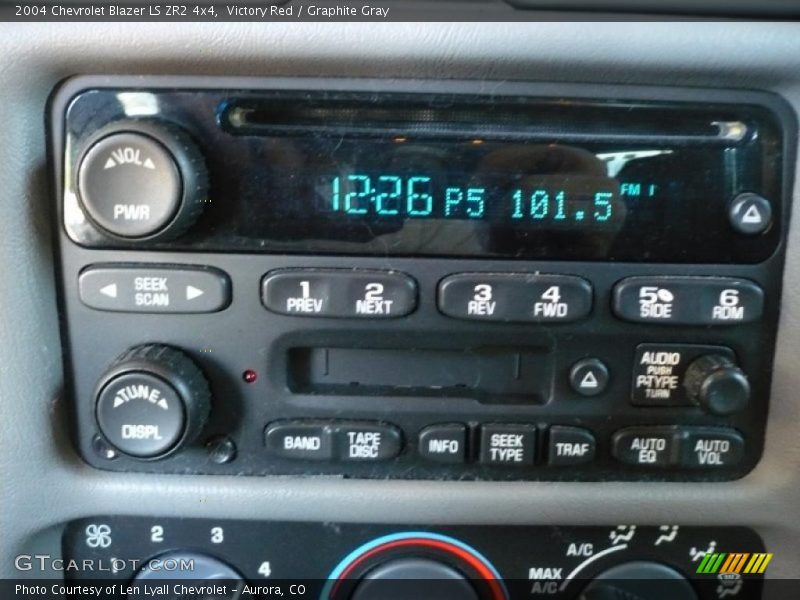 2004 Chevrolet Blazer LS ZR2 4x4, Victory Red / Graphite Gray
VOL
PWR
12:26 P5 101.5 FM 1
SEEK
SCAN
1 PREV
2 NEXT
3 REV
4 FWD
5 SIDE
6 RDM
TUNE
DISPL
AUDIO
PUSH
P-TYPE
TURN
BAND
TAPE
DISC
INFO
SEEK
TYPE
TRAF
AUTO
EQ
AUTO
VOL
1 2 3 4
A/C
MAX
A/C
GTCARLOT.COM
Photo Courtesy of Len Lyall Chevrolet - Aurora, CO